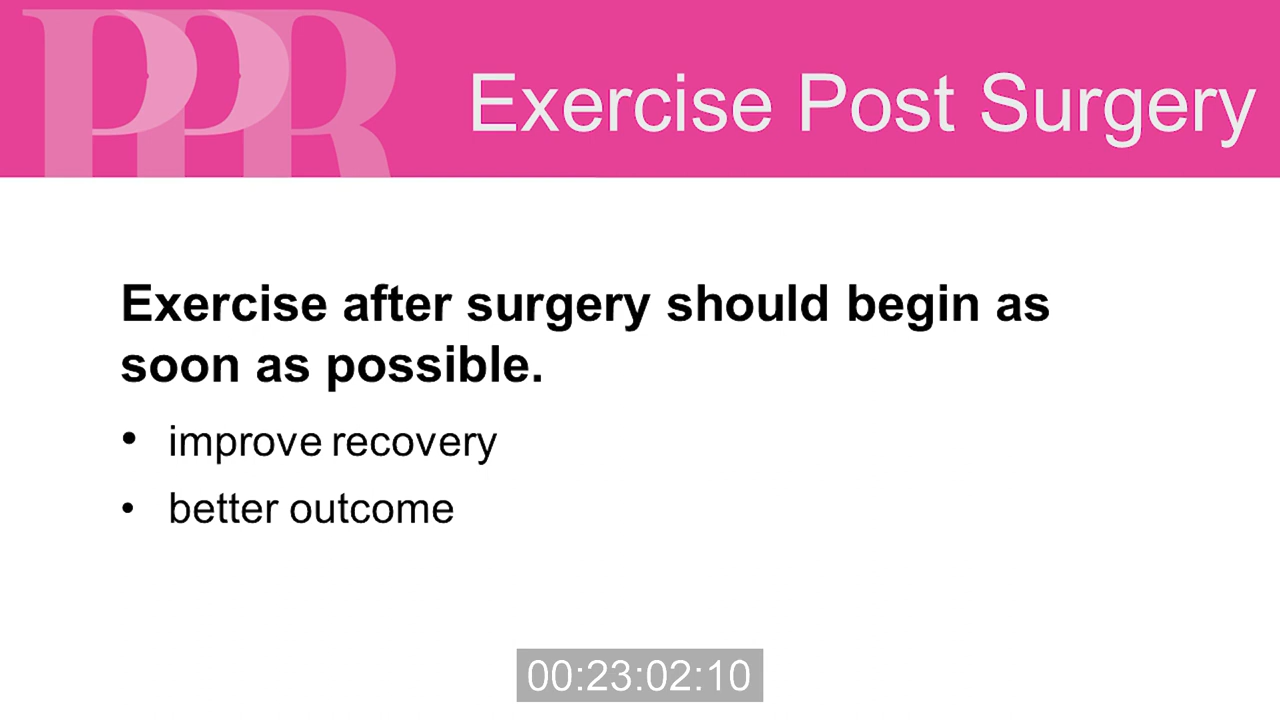 PPR
Exercise Post Surgery
Exercise after surgery should begin as
soon as possible.
• improve recovery
• better outcome
00:23:02:10